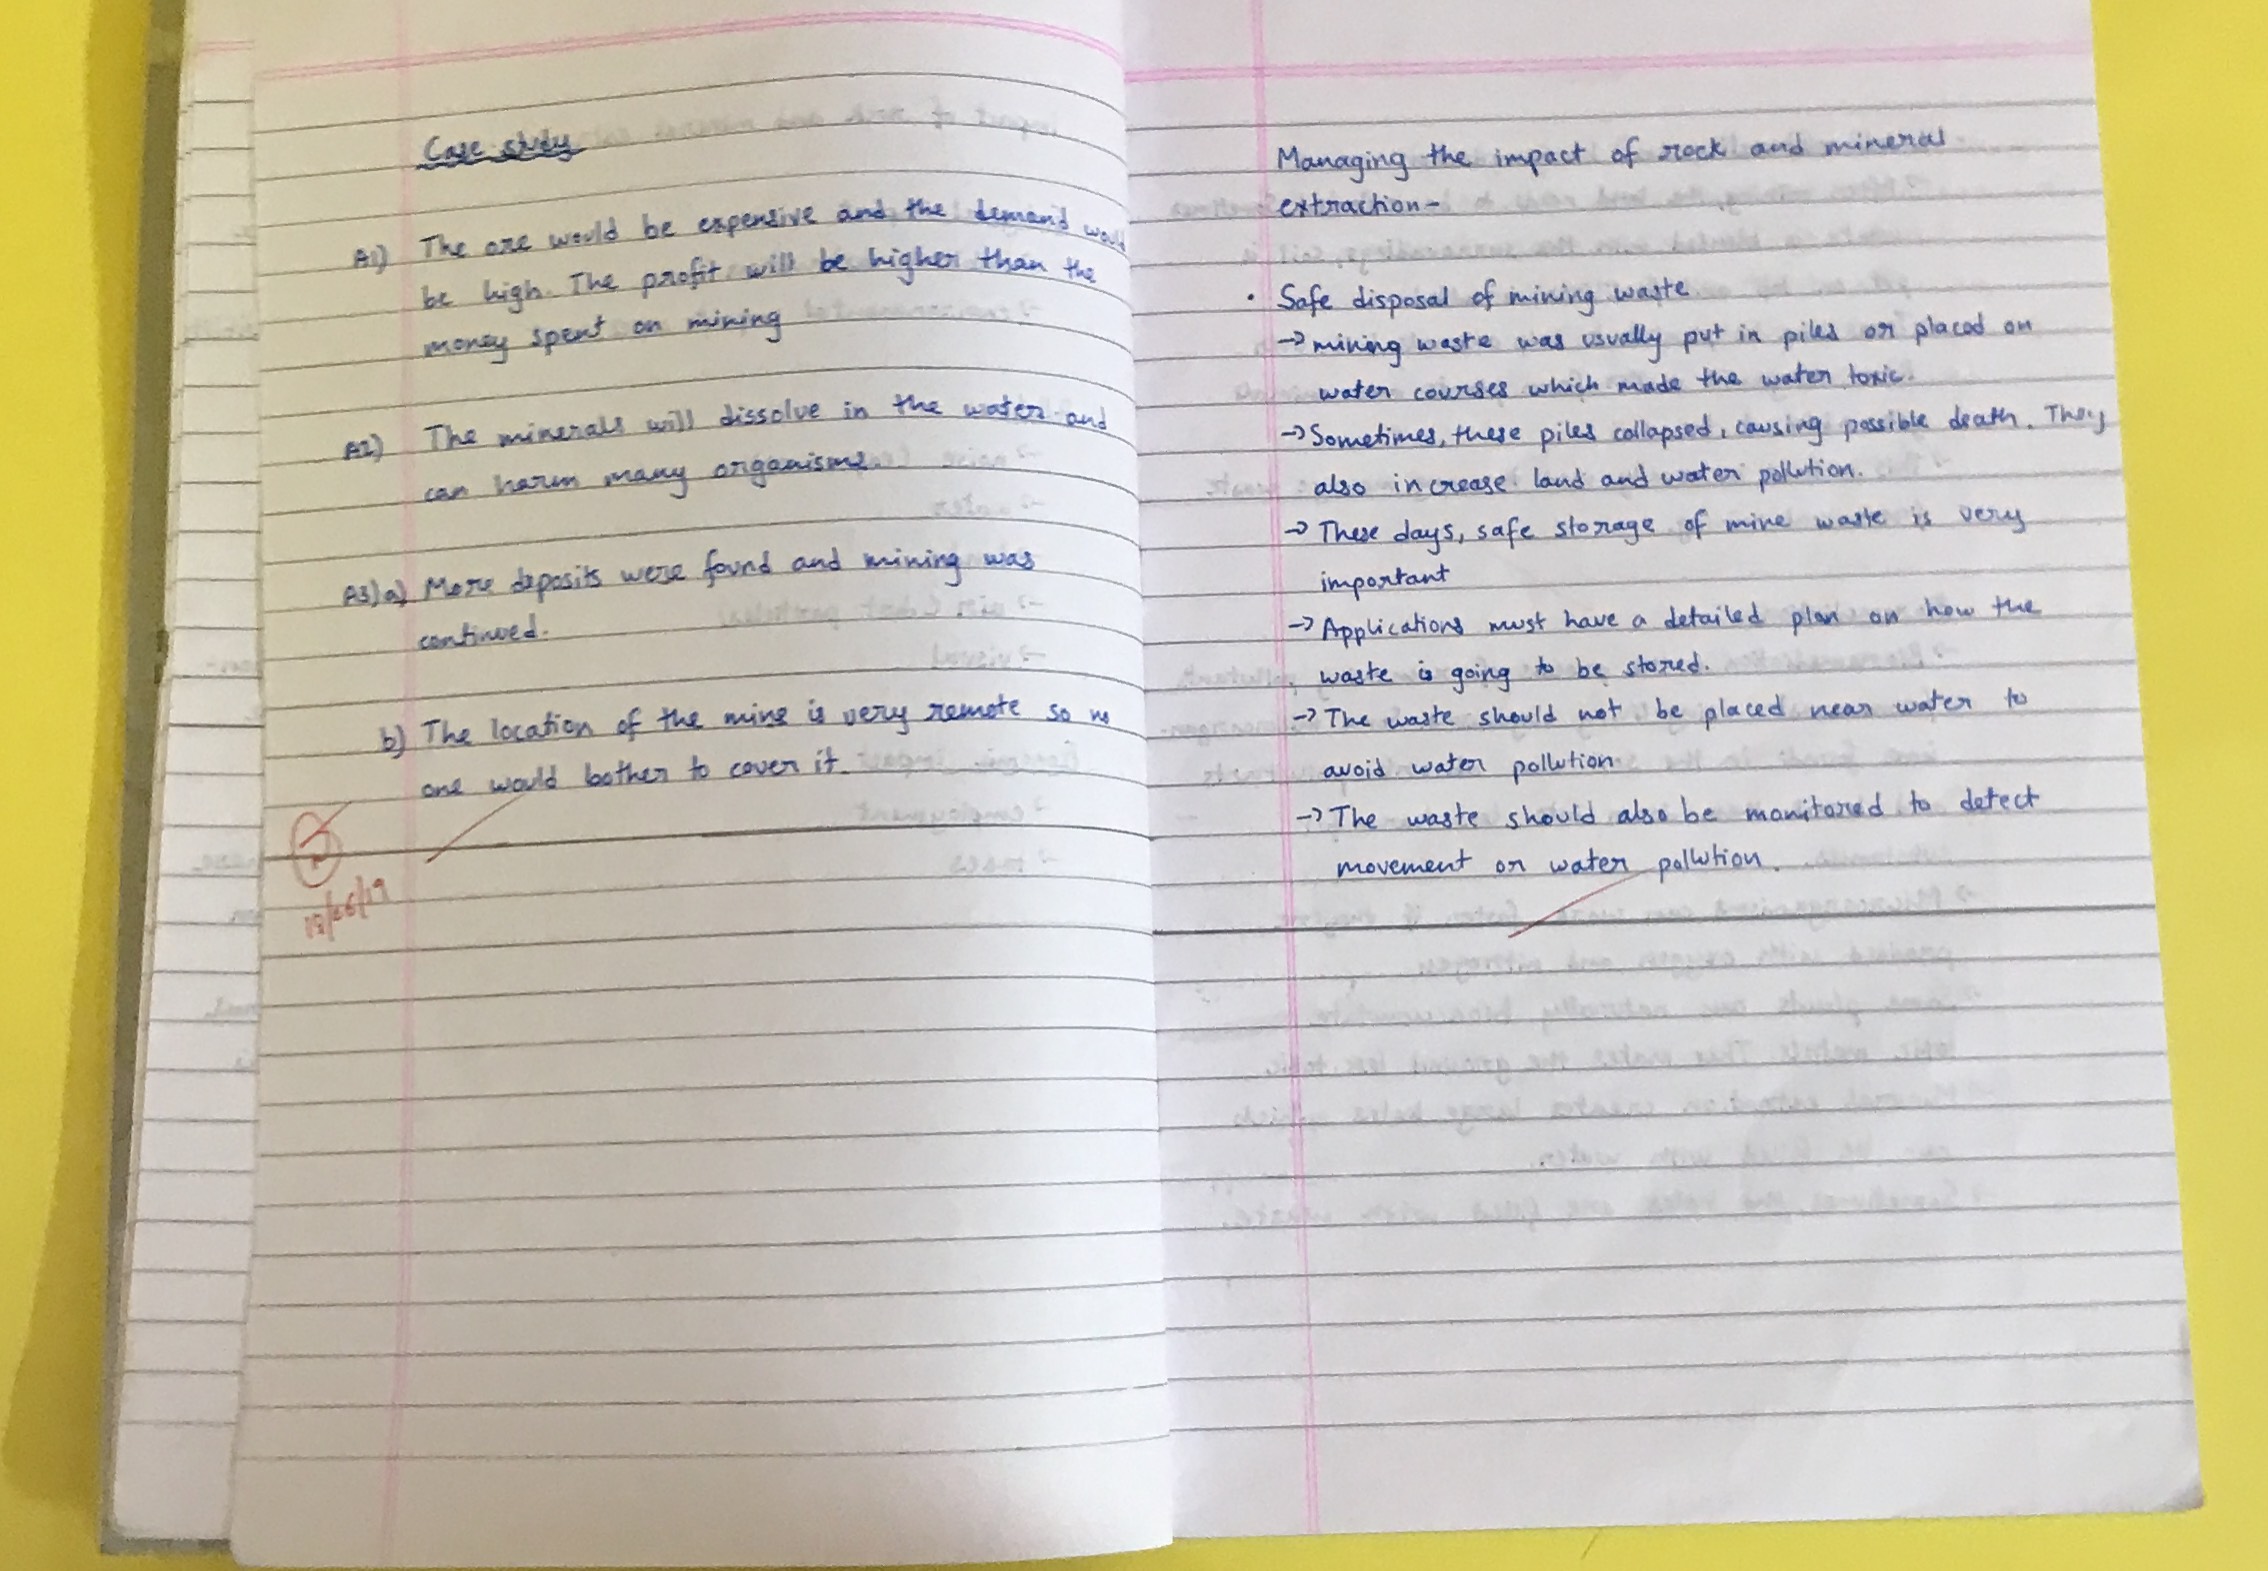 Case study
A1) The ore would be expensive and the demand would
be high. The profit will be higher than the
money spent on mining
A2) The minerals will dissolve in the water and
can harm many organisms.
A3)a) More deposits were found and mining was
continued.
b) The location of the mine is very remote so no
one would bother to cover it.
Managing the impact of rock and mineral
extraction-
• Safe disposal of mining waste
→ mining waste was usually put in piles or placed on
water courses which made the water toxic.
→ Sometimes, these piles collapsed, causing possible death. They
also increase land and water pollution.
→ These days, safe storage of mine waste is very
important
→ Applications must have a detailed plan on how the
waste is going to be stored.
→ The waste should not be placed near water to
avoid water pollution
→ The waste should also be monitored to detect
movement or water pollution.